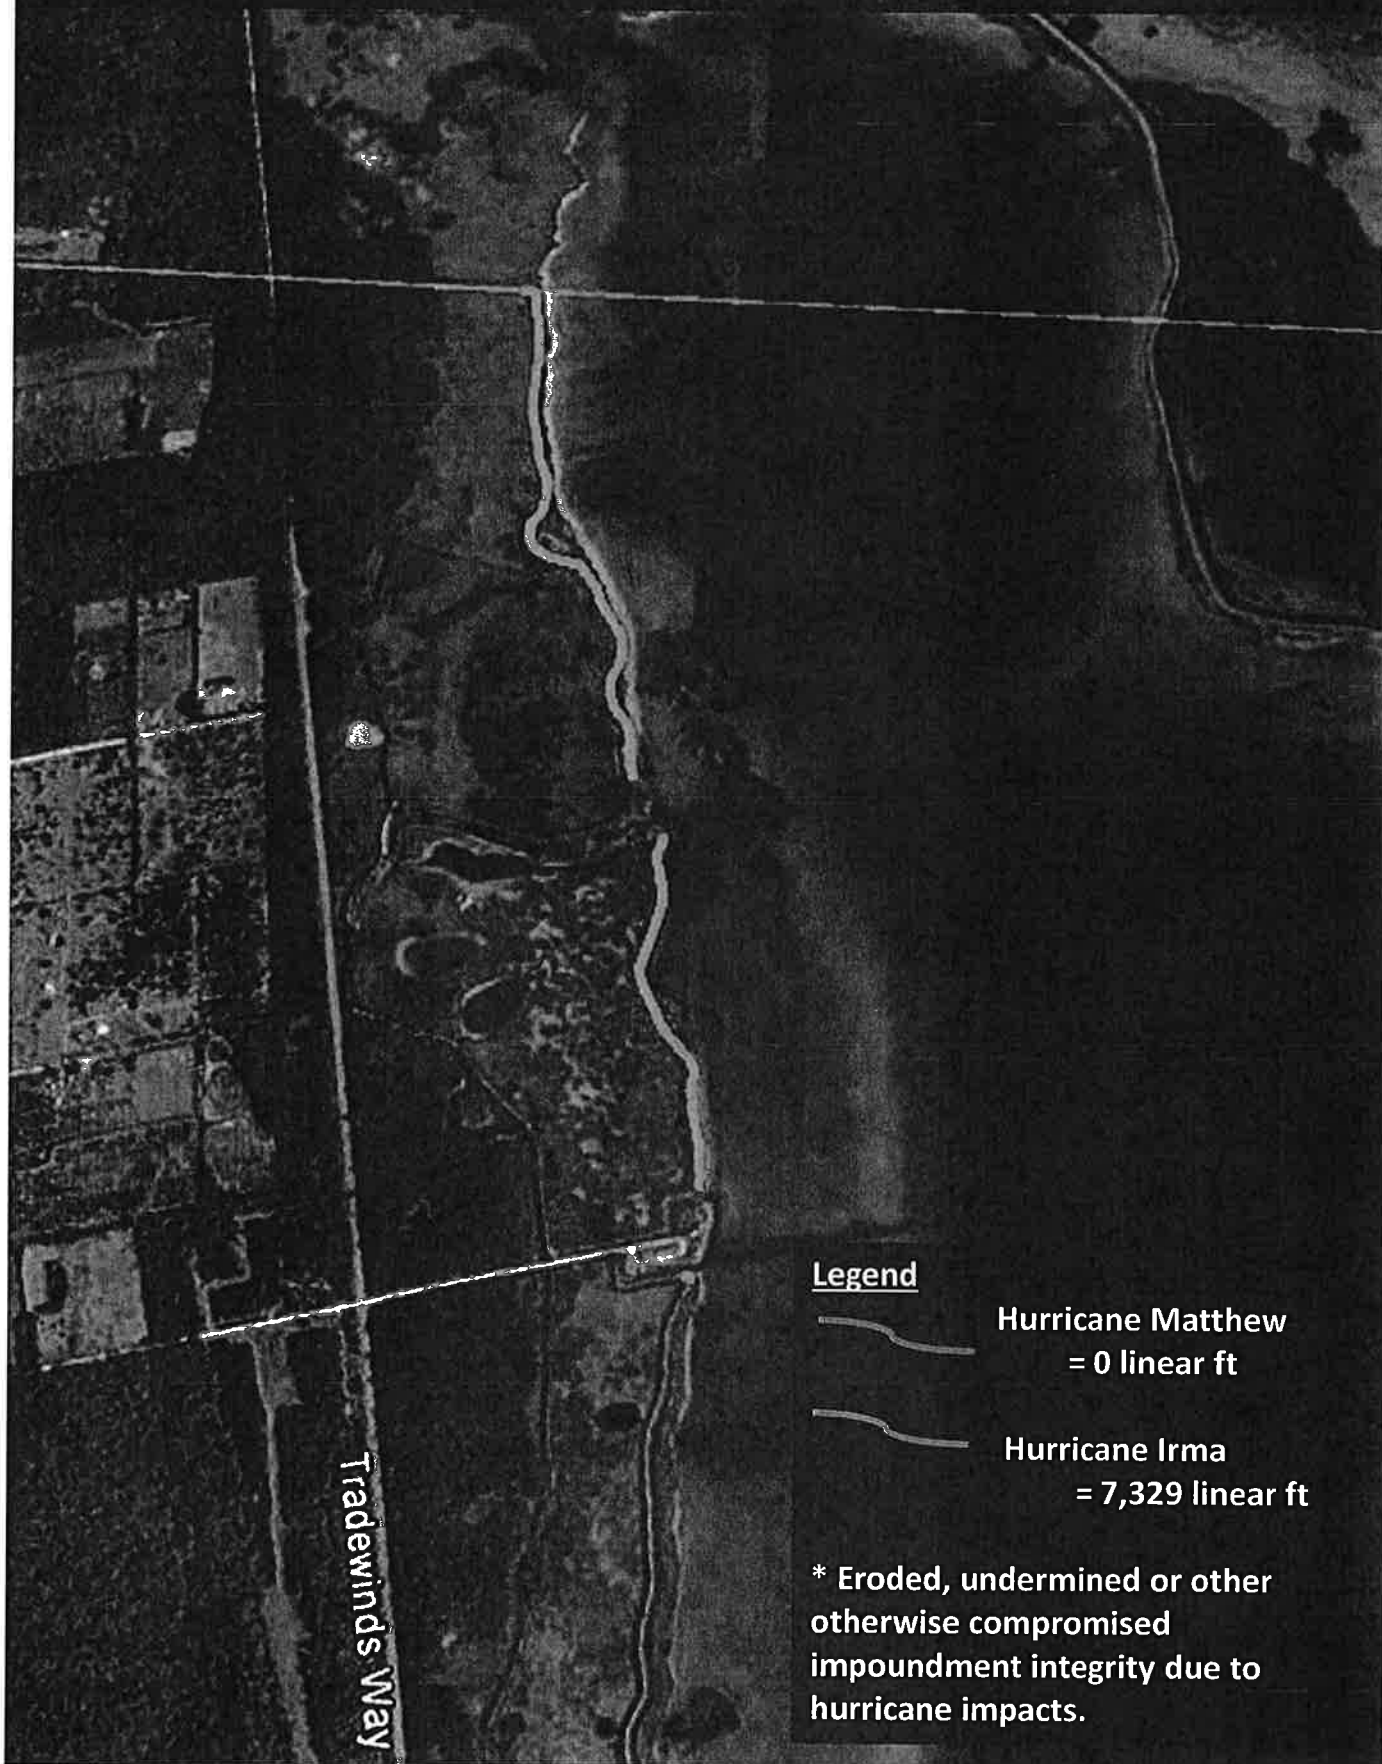 Tradewinds Way
Legend
Hurricane Matthew
= 0 linear ft
Hurricane Irma
= 7,329 linear ft
* Eroded, undermined or other
otherwise compromised
impoundment integrity due to
hurricane impacts.